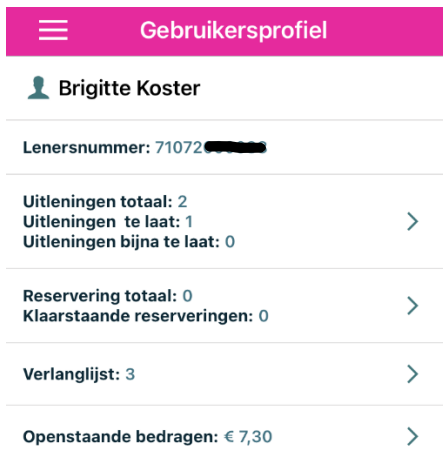 Gebruikersprofiel
Brigitte Koster
Lenersnummer: 71072
Uitleningen totaal: 2
Uitleningen te laat: 1
Uitleningen bijna te laat: 0
Reservering totaal: 0
Klaarstaande reserveringen: 0
Verlanglijst: 3
Openstaande bedragen: € 7,30